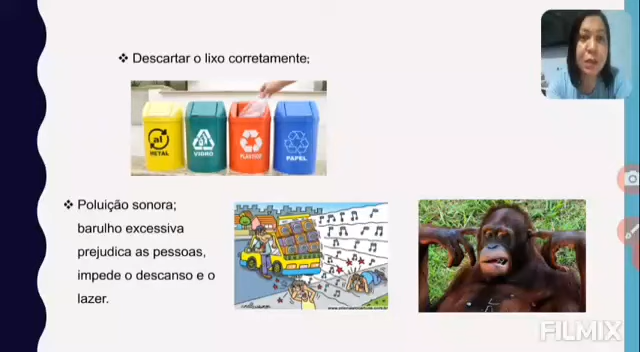 ❖ Descartar o lixo corretamente;
METAL
VIDRO
PLÁSTICO
PAPEL
❖ Poluição sonora;
barulho excessiva
prejudica as pessoas,
impede o descanso e o
lazer.
FILMIX